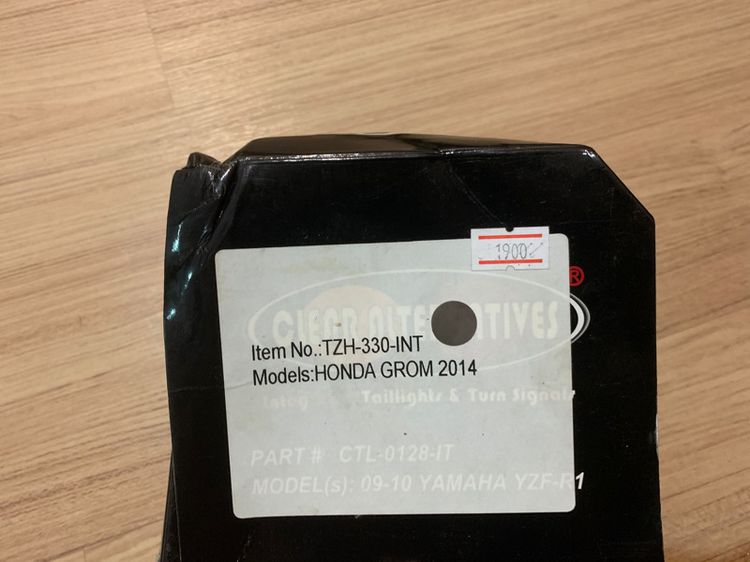 1900
®
CLEAR ALTERNATIVES
Item No.:TZH-330-INT
Models:HONDA GROM 2014
Taillights & Turn Signals
PART # CTL-0128-IT
MODEL(s): 09-10 YAMAHA YZF-R1